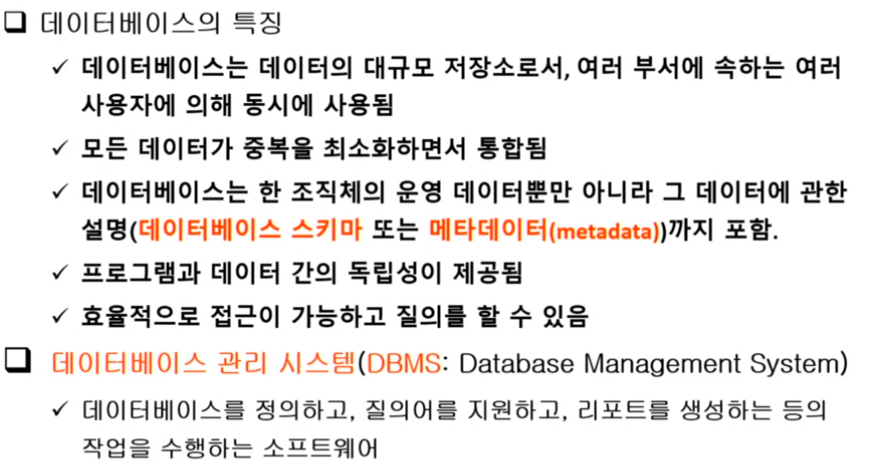 ❑ 데이터베이스의 특징
✓ 데이터베이스는 데이터의 대규모 저장소로서, 여러 부서에 속하는 여러
사용자에 의해 동시에 사용됨
✓ 모든 데이터가 중복을 최소화하면서 통합됨
✓ 데이터베이스는 한 조직체의 운영 데이터뿐만 아니라 그 데이터에 관한
설명(데이터베이스 스키마 또는 메타데이터(metadata))까지 포함.
✓ 프로그램과 데이터 간의 독립성이 제공됨
✓ 효율적으로 접근이 가능하고 질의를 할 수 있음
❑ 데이터베이스 관리 시스템(DBMS: Database Management System)
✓ 데이터베이스를 정의하고, 질의어를 지원하고, 리포트를 생성하는 등의
작업을 수행하는 소프트웨어